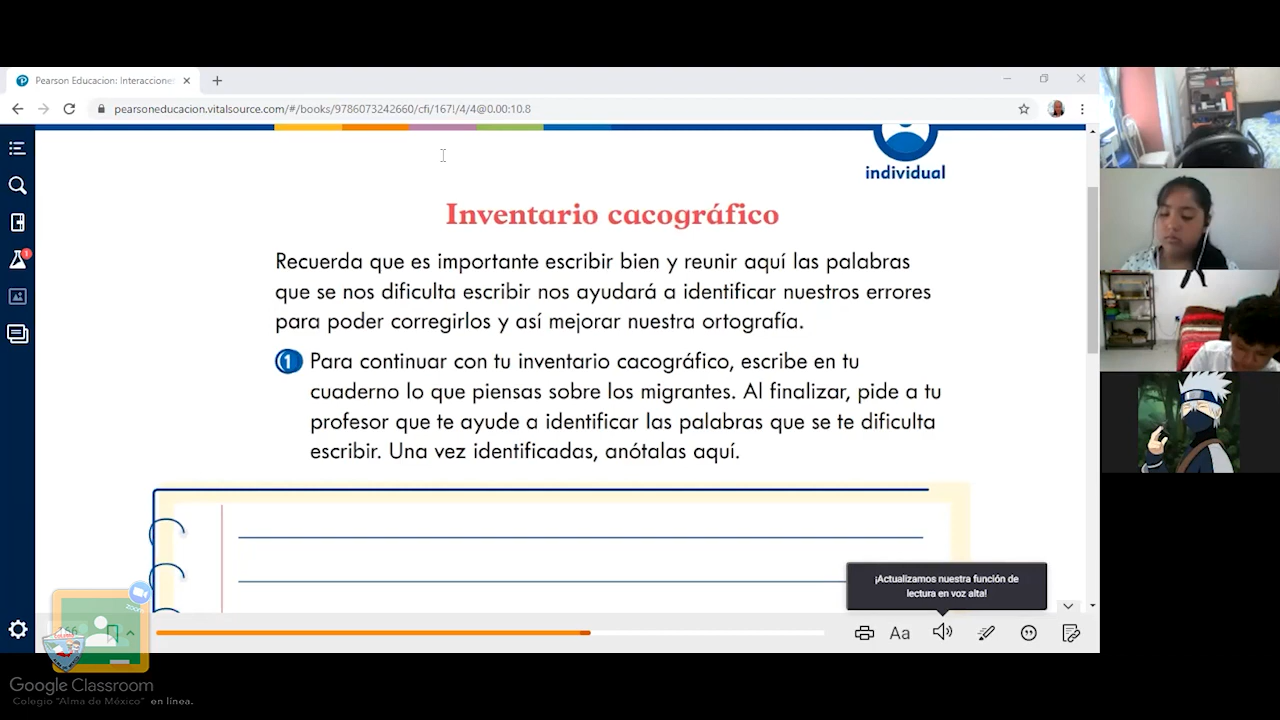 Pearson Educacion: Interacciones
pearsoneducacion.vitalsource.com/#/books/9786073242660/cfi/167!/4/4@0.00:10.8
individual
Inventario cacográfico
Recuerda que es importante escribir bien y reunir aquí las palabras
que se nos dificulta escribir nos ayudará a identificar nuestros errores
para poder corregirlos y así mejorar nuestra ortografía.
1 Para continuar con tu inventario cacográfico, escribe en tu
cuaderno lo que piensas sobre los migrantes. Al finalizar, pide a tu
profesor que te ayude a identificar las palabras que se te dificulta
escribir. Una vez identificadas, anótalas aquí.
¡Actualizamos nuestra función de
lectura en voz alta!
166
Aa
zoom
Google Classroom
Colegio "Alma de México" en línea.